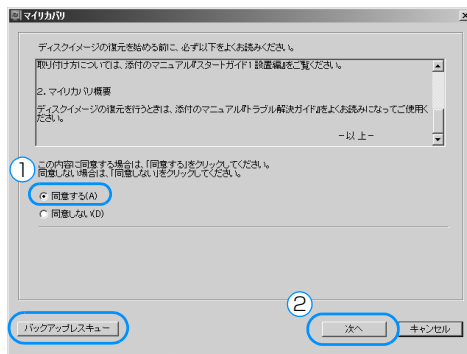 マイリカバリ
ディスクイメージの復元を始める前に、必ず以下をよくお読みください。
取り付け方については、添付のマニュアル『スタートガイド1 設置編』をご覧ください。
2. マイリカバリ概要
ディスクイメージの復元を行うときは、添付のマニュアル『トラブル解決ガイド』をよくお読みになってご使用く
ださい。
－以 上－
①
この内容に同意する場合は、「同意する」をクリックしてください。
同意しない場合は、「同意しない」をクリックしてください。
同意する(A)
同意しない(D)
②
バックアップレスキュー
次へ
キャンセル